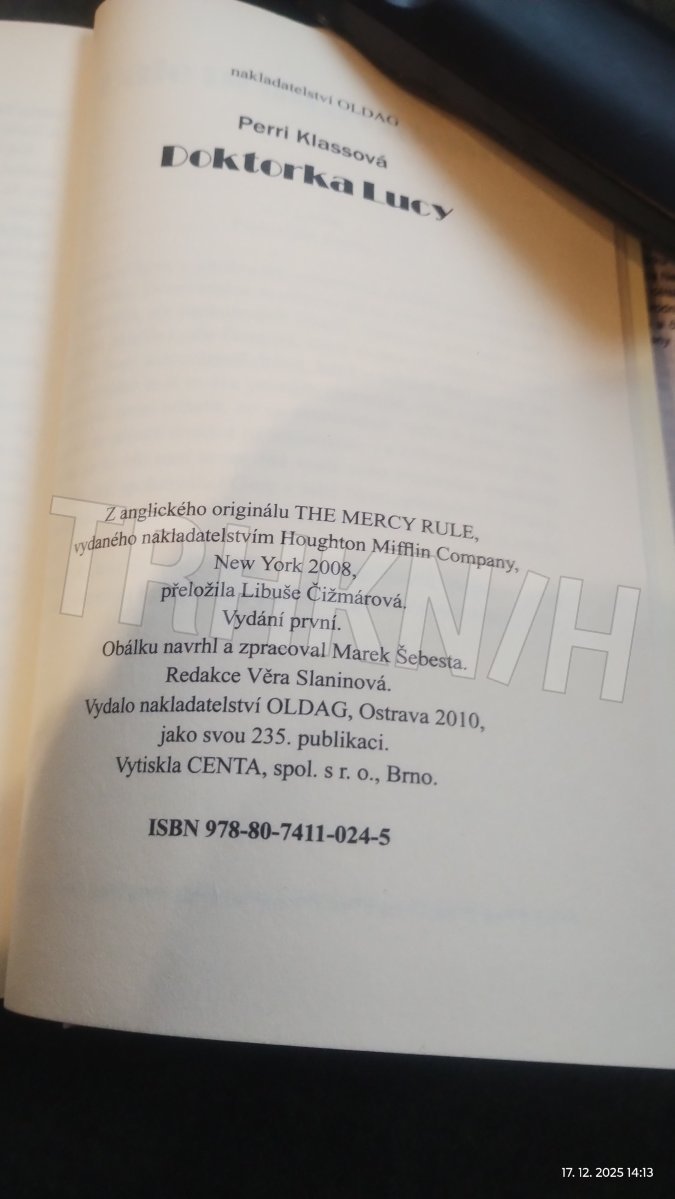 nakladatelství OLDAG
Perri Klassová
Doktorka Lucy
Z anglického originálu THE MERCY RULE,
vydaného nakladatelstvím Houghton Mifflin Company,
New York 2008,
přeložila Libuše Čižmárová.
Vydání první.
Obálku navrhl a zpracoval Marek Šebesta.
Redakce Věra Slaninová.
Vydalo nakladatelství OLDAG, Ostrava 2010,
jako svou 235. publikaci.
Vytiskla CENTA, spol. s r. o., Brno.
ISBN 978-80-7411-024-5
TRHKN/H
17. 12. 2025 14:13